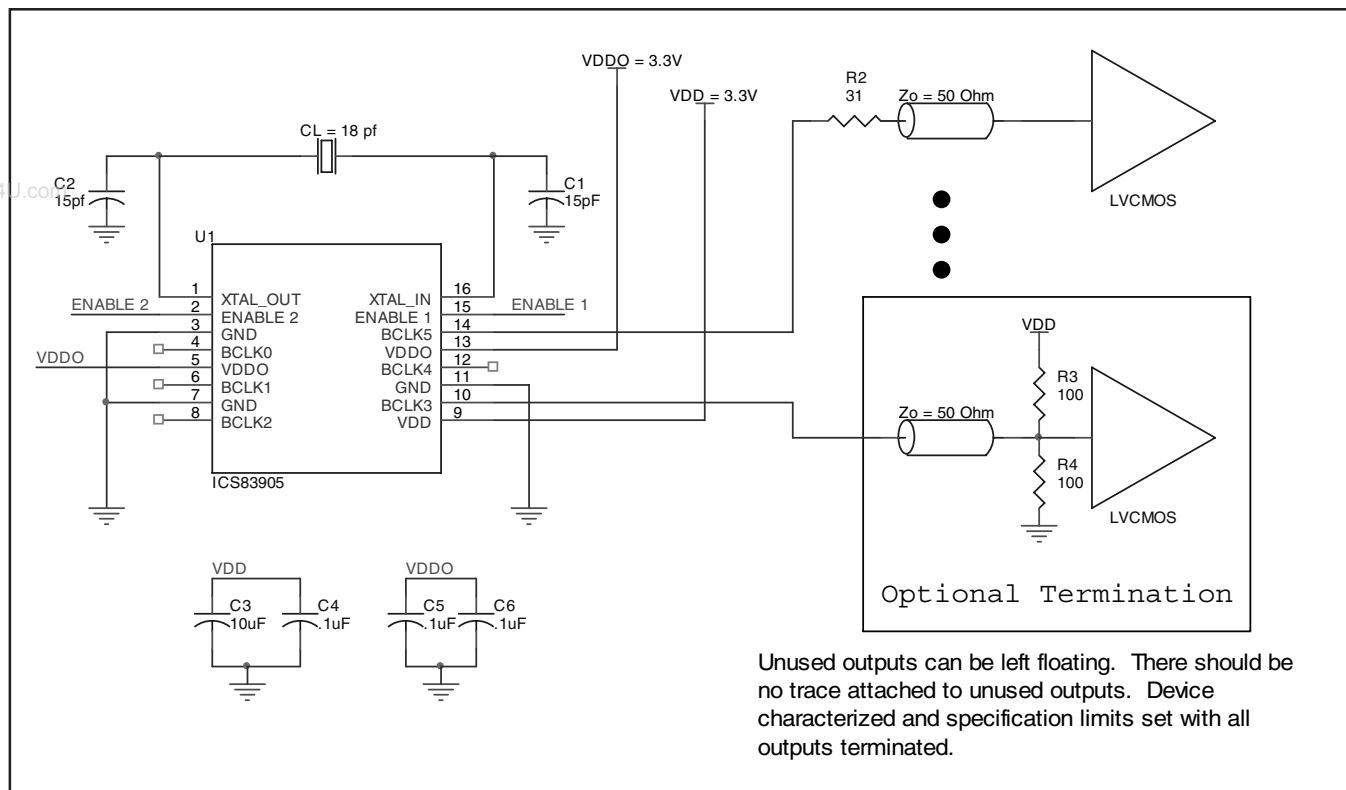 VDDO = 3.3V
VDD = 3.3V
R2
31
Zo = 50 Ohm
LVCMOS
CL = 18 pf
4U.com
C2
15pf
C1
15pF
U1
1
XTAL_OUT
XTAL_IN
16
ENABLE 2
2
ENABLE 2
ENABLE 1
15
ENABLE 1
3
GND
BCLK5
14
4
BCLK0
VDDO
13
VDDO
5
VDDO
BCLK4
12
6
BCLK1
GND
11
7
GND
BCLK3
10
8
BCLK2
VDD
9
ICS83905
VDD
R3
100
Zo = 50 Ohm
R4
100
LVCMOS
Optional Termination
VDD
C3
10uF
C4
.1uF
VDDO
C5
.1uF
C6
.1uF
Unused outputs can be left floating. There should be
no trace attached to unused outputs. Device
characterized and specification limits set with all
outputs terminated.